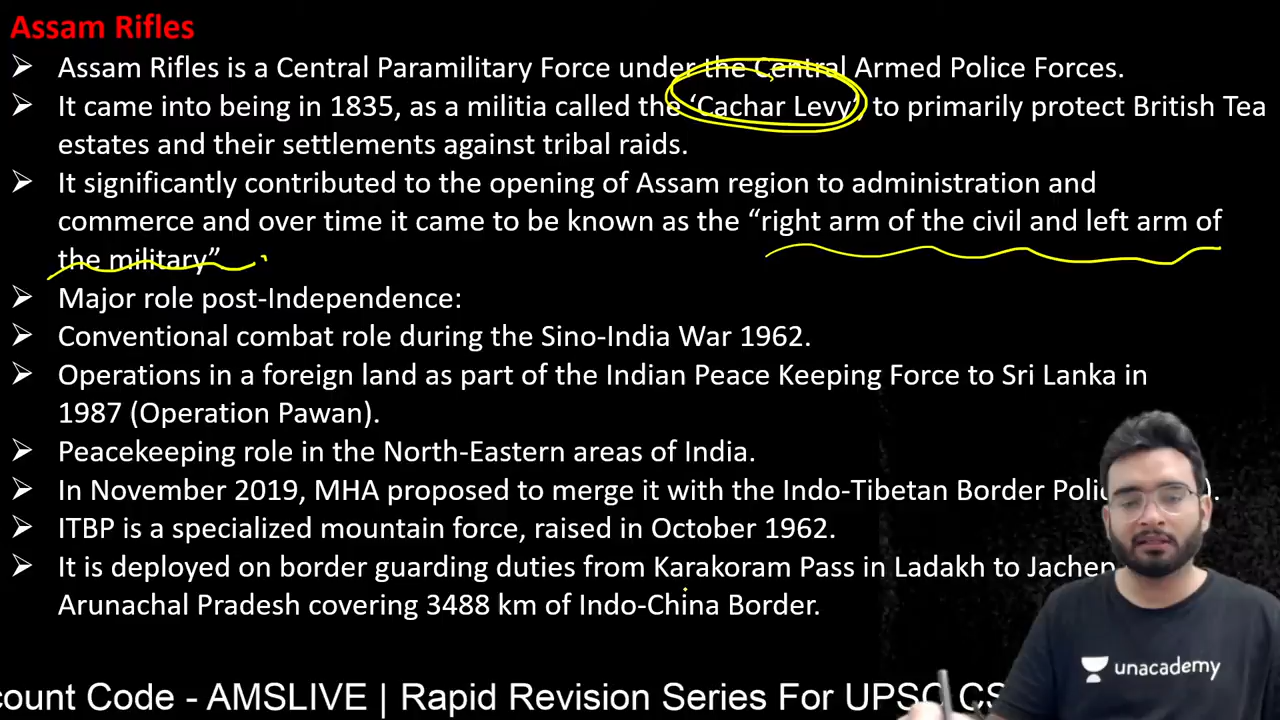 Assam Rifles
➤ Assam Rifles is a Central Paramilitary Force under the Central Armed Police Forces.
➤ It came into being in 1835, as a militia called the ‘Cachar Levy’ to primarily protect British Tea
estates and their settlements against tribal raids.
➤ It significantly contributed to the opening of Assam region to administration and
commerce and over time it came to be known as the “right arm of the civil and left arm of
the military”
➤ Major role post-Independence:
➤ Conventional combat role during the Sino-India War 1962.
➤ Operations in a foreign land as part of the Indian Peace Keeping Force to Sri Lanka in
1987 (Operation Pawan).
➤ Peacekeeping role in the North-Eastern areas of India.
➤ In November 2019, MHA proposed to merge it with the Indo-Tibetan Border
➤ ITBP is a specialized mountain force, raised in October 1962.
➤ It is deployed on border guarding duties from Karakoram Pass in Ladakh to
Arunachal Pradesh covering 3488 km of Indo-China Border.
unacademy
Code - AMSLIVE | Rapid Revision Series For UPSC